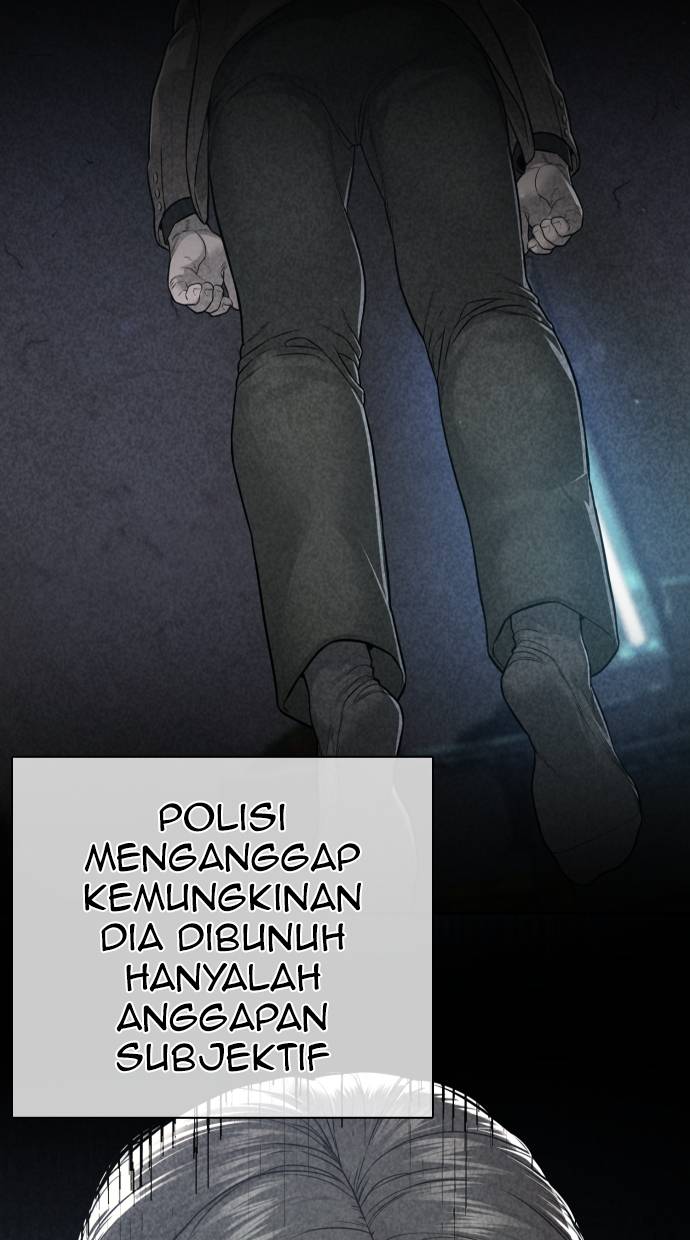 POLISI
MENGANGGAP
KEMUNGKINAN
DIA DIBUNUH
HANYALAH
ANGGAPAN
SUBJEKTIF